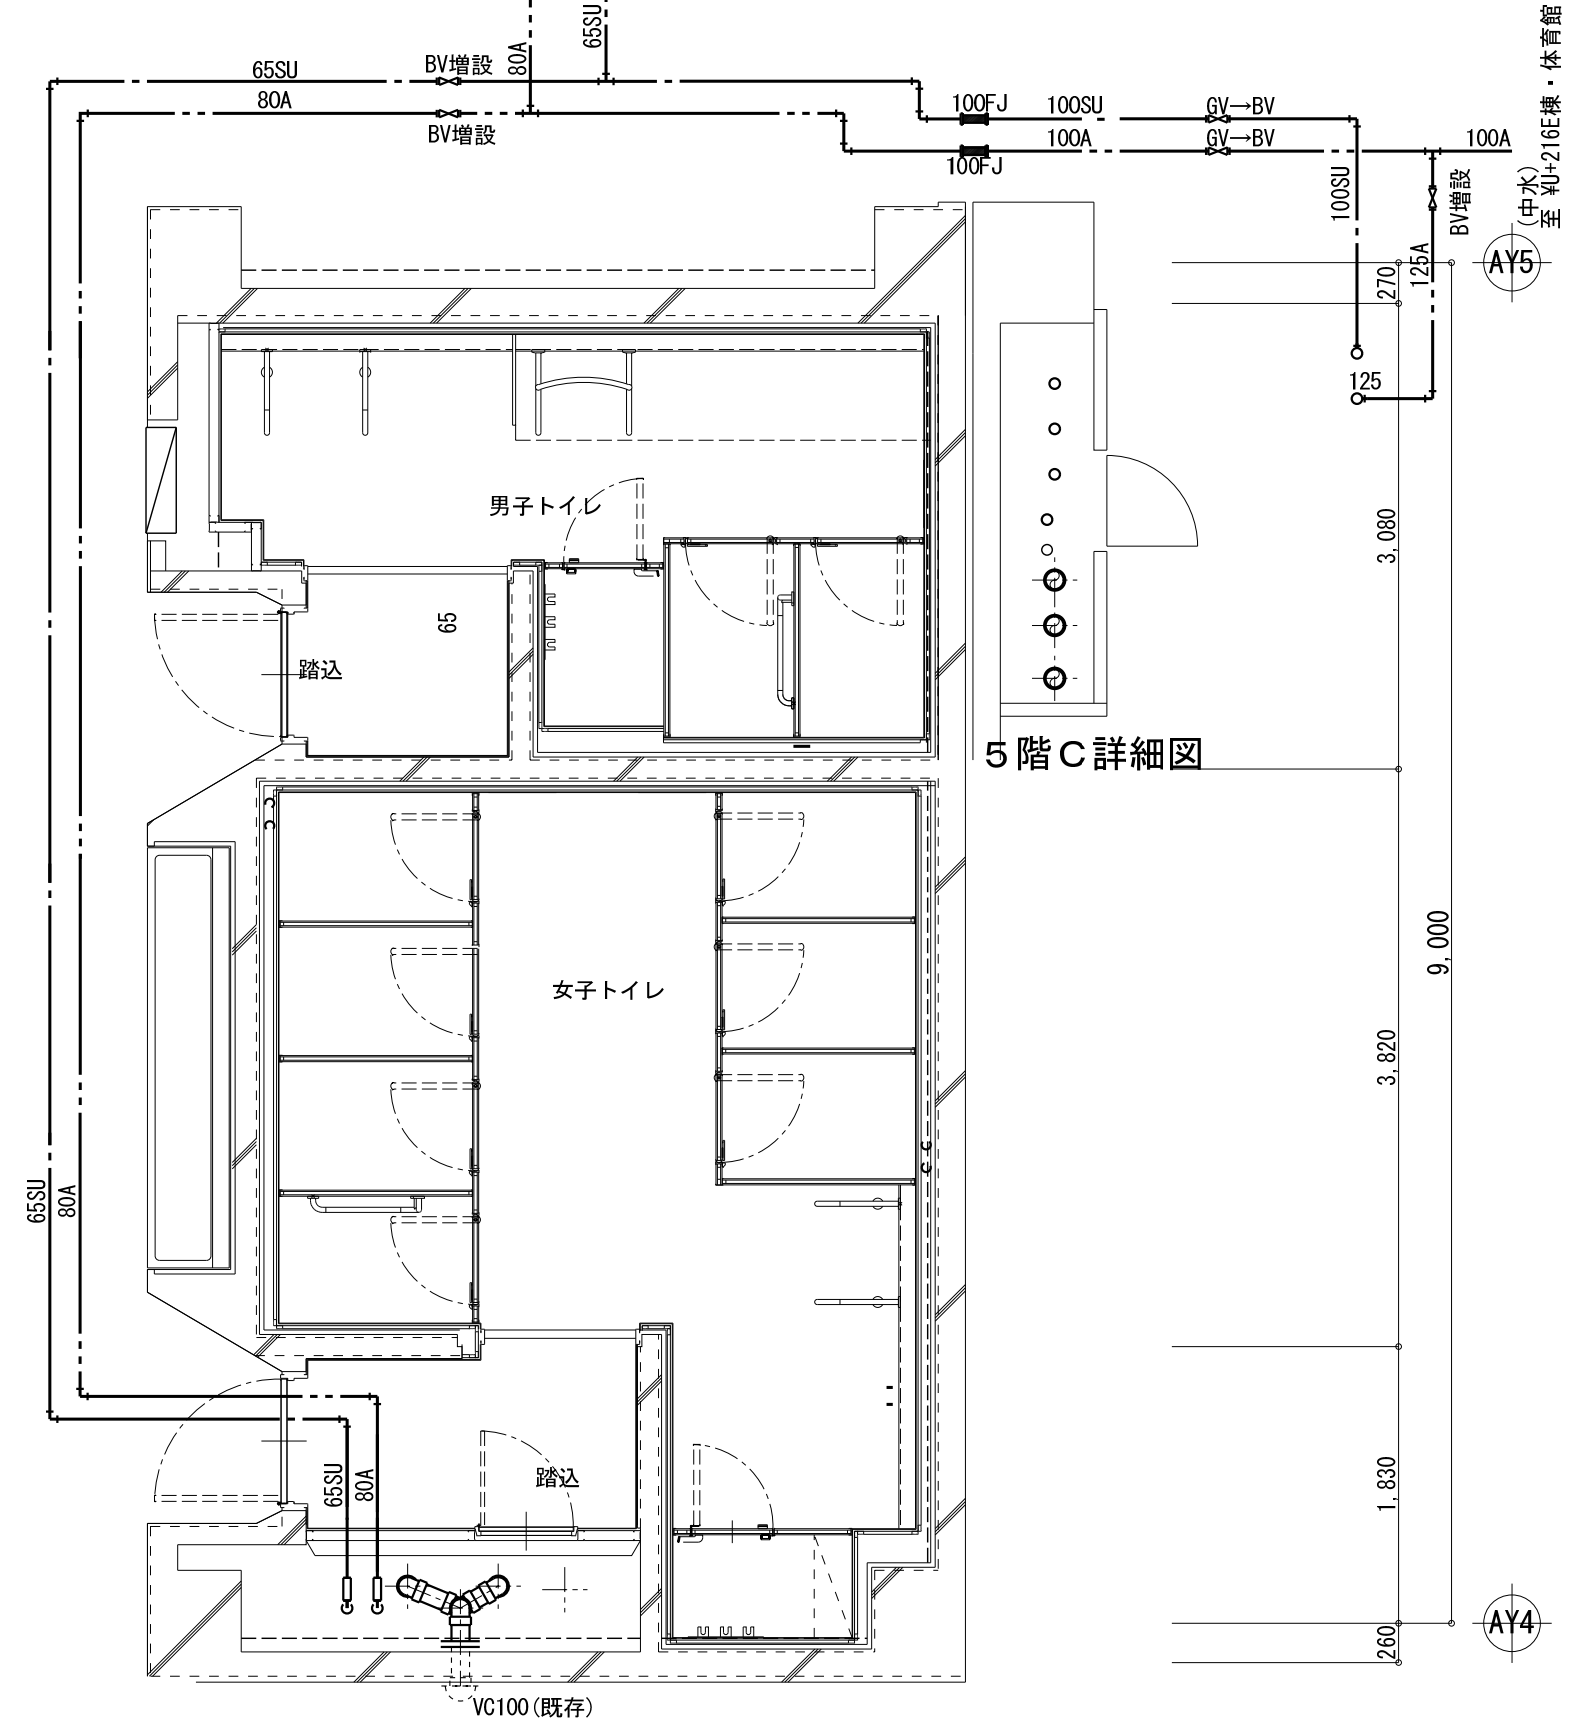 65SU
80A
BV増設
BV増設
80A
65SU
100FJ
100SU
GV→BV
100FJ
100A
GV→BV
100A
100SU
BV増設
125A
125
(中水)
至 ¥U+216E棟・体育館
AY5
270
3,080
9,000
3,820
1,830
260
AY4
男子トイレ
65
踏込
5階C詳細図
女子トイレ
C
C
C
C
65SU
80A
65SU
80A
踏込
VC100(既存)